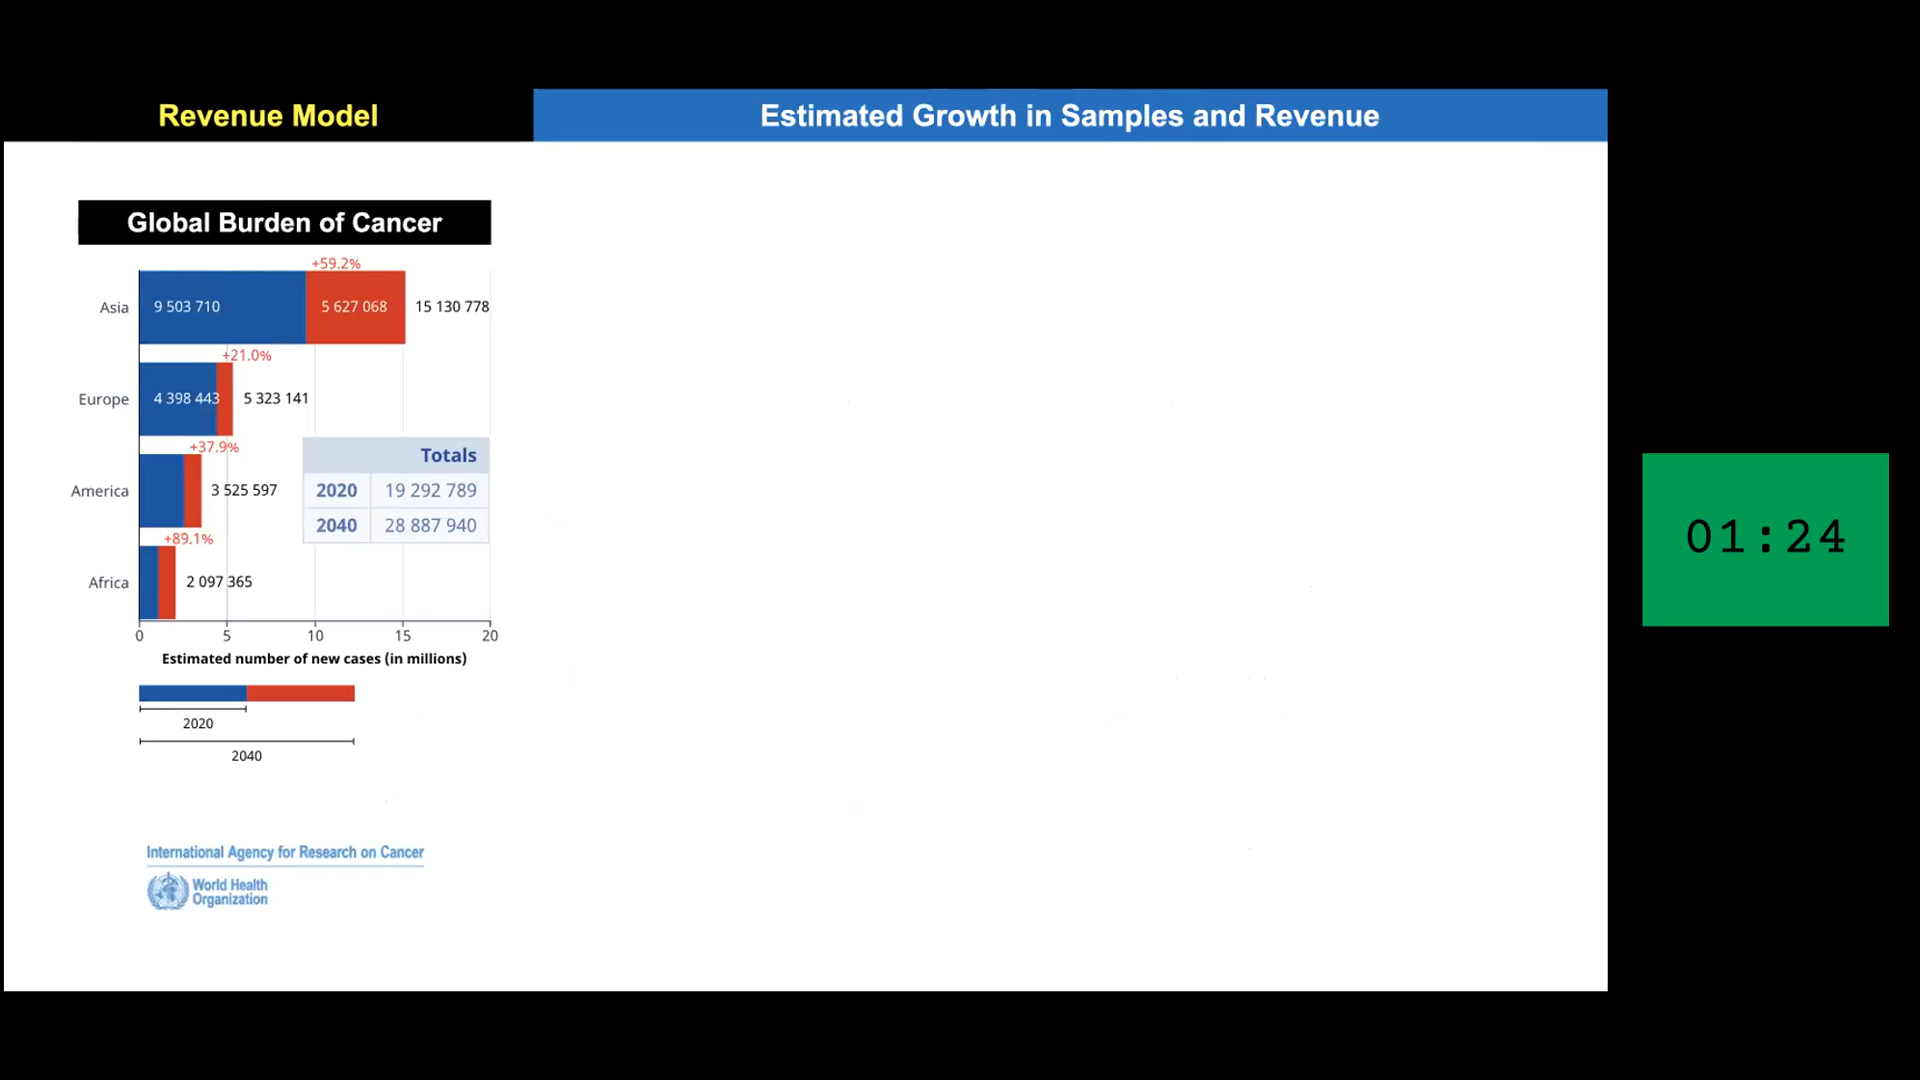 Revenue Model
Estimated Growth in Samples and Revenue
Global Burden of Cancer
+59.2%
Asia 9 503 710 5 627 068 15 130 778
+21.0%
Europe 4 398 443 5 323 141
+37.9%
America 3 525 597
+89.1%
Africa 2 097 365
Totals
2020 19 292 789
2040 28 887 940
0 5 10 15 20
Estimated number of new cases (in millions)
2020
2040
International Agency for Research on Cancer
World Health
Organization
01:24